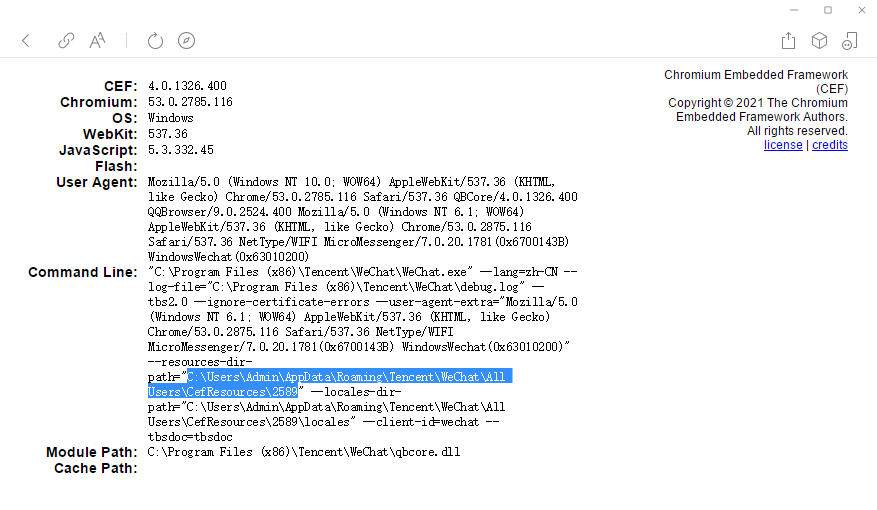 Chromium Embedded Framework
(CEF)
Copyright © 2021 The Chromium
Embedded Framework Authors.
All rights reserved.
license | credits
CEF: 4.0.1326.400
Chromium: 53.0.2785.116
OS: Windows
WebKit: 537.36
JavaScript: 5.3.332.45
Flash:
User Agent: Mozilla/5.0 (Windows NT 10.0; WOW64) AppleWebKit/537.36 (KHTML,
like Gecko) Chrome/53.0.2785.116 Safari/537.36 QBCore/4.0.1326.400
QQBrowser/9.0.2524.400 Mozilla/5.0 (Windows NT 6.1; WOW64)
AppleWebKit/537.36 (KHTML, like Gecko) Chrome/53.0.2875.116
Safari/537.36 NetType/WIFI MicroMessenger/7.0.20.1781(0x6700143B)
WindowsWechat(0x63010200)
Command Line: "C:\Program Files (x86)\Tencent\WeChat\WeChat.exe" --lang=zh-CN --
log-file="C:\Program Files (x86)\Tencent\WeChat\debug.log" --
tbs2.0 --ignore-certificate-errors --user-agent-extra="Mozilla/5.0
(Windows NT 6.1; WOW64) AppleWebKit/537.36 (KHTML, like Gecko)
Chrome/53.0.2875.116 Safari/537.36 NetType/WIFI
MicroMessenger/7.0.20.1781(0x6700143B) WindowsWechat(0x63010200)"
--resources-dir-
path="C:\Users\Admin\AppData\Roaming\Tencent\WeChat\All
Users\CefResources\2589" --locales-dir-
path="C:\Users\Admin\AppData\Roaming\Tencent\WeChat\All
Users\CefResources\2589\locales" --client-id=wechat --
tbsdoc=tbsdoc
Module Path: C:\Program Files (x86)\Tencent\WeChat\qbcore.dll
Cache Path: